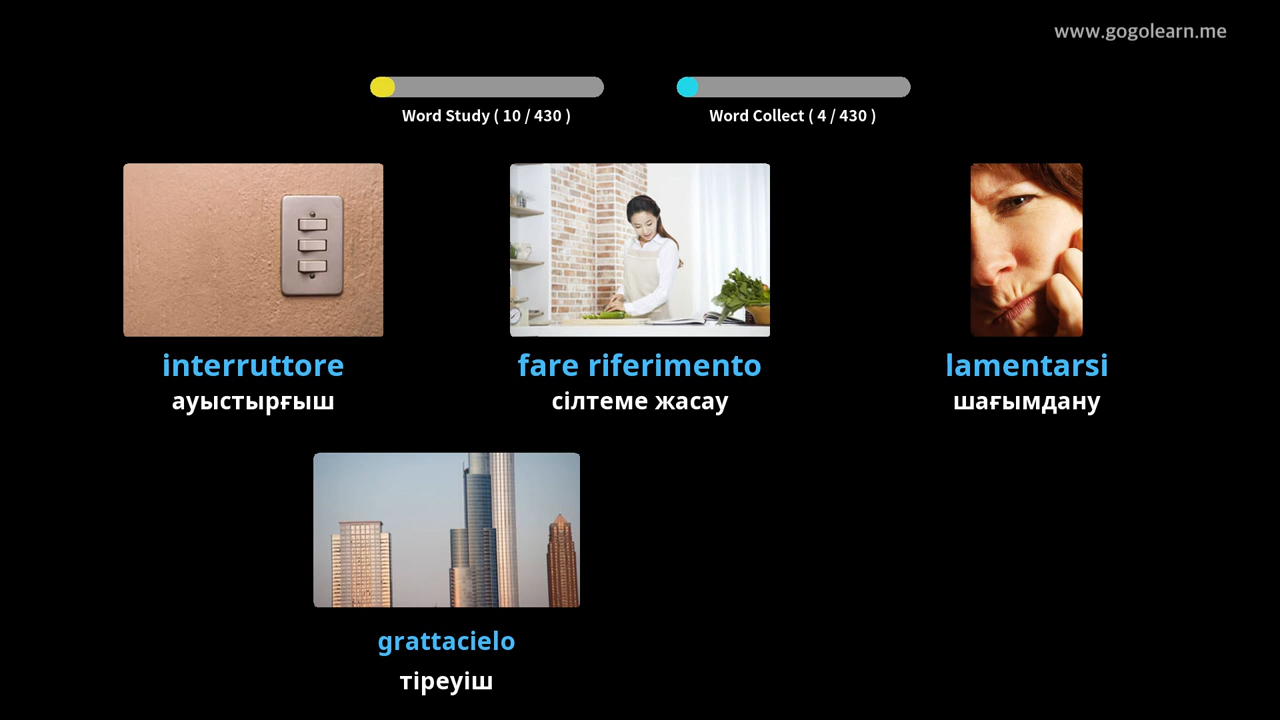 www.gogolearn.me
Word Study ( 10 / 430 )
Word Collect ( 4 / 430 )
interruttore
ауыстырғыш
fare riferimento
сілтеме жасау
lamentarsi
шағымдану
grattacielo
тіреуіш